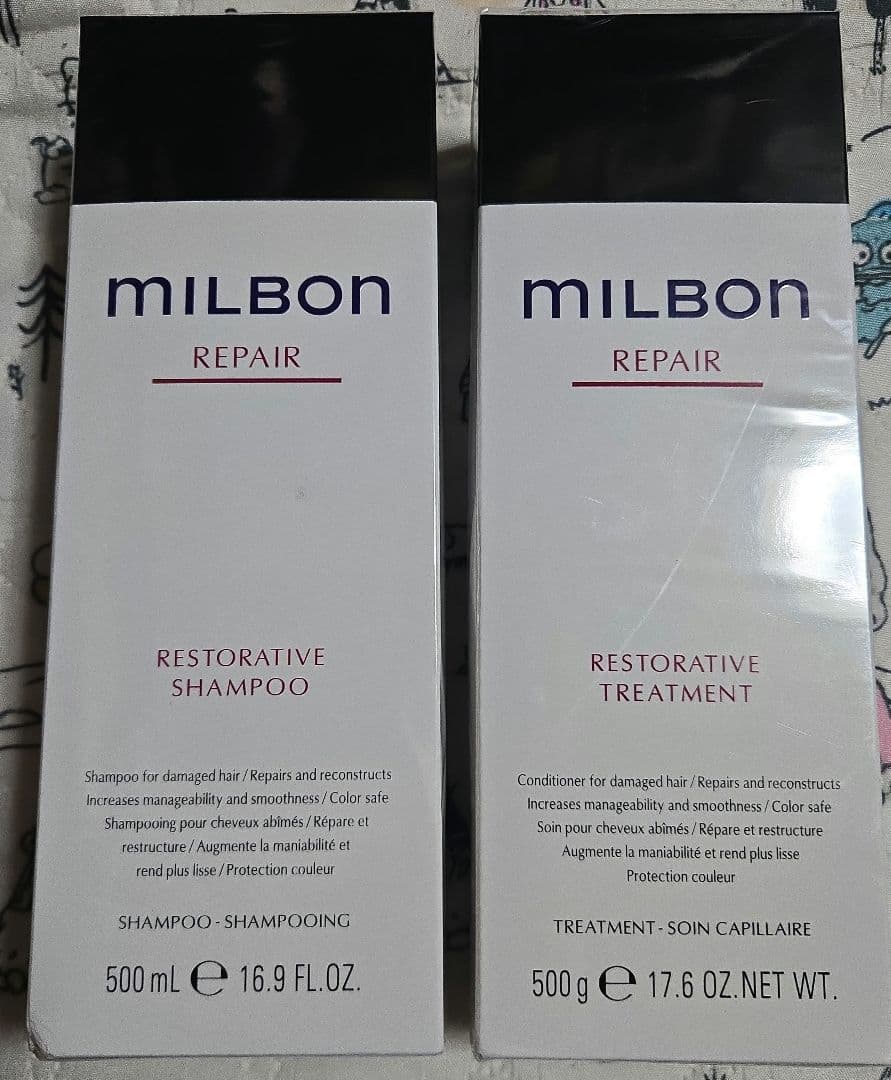 mILBon
REPAIR
RESTORATIVE
SHAMPOO
Shampoo for damaged hair / Repairs and reconstructs
Increases manageability and smoothness / Color safe
Shampooing pour cheveux abîmés / Répare et
restructure / Augmente la maniabilité et
rend plus lisse / Protection couleur
SHAMPOO - SHAMPOOING
500 mL ℮ 16.9 FL.OZ.
mILBon
REPAIR
RESTORATIVE
TREATMENT
Conditioner for damaged hair / Repairs and reconstructs
Increases manageability and smoothness / Color safe
Soin pour cheveux abîmés / Répare et restructure
Augmente la maniabilité et rend plus lisse
Protection couleur
TREATMENT - SOIN CAPILLAIRE
500 g ℮ 17.6 OZ.NET WT.